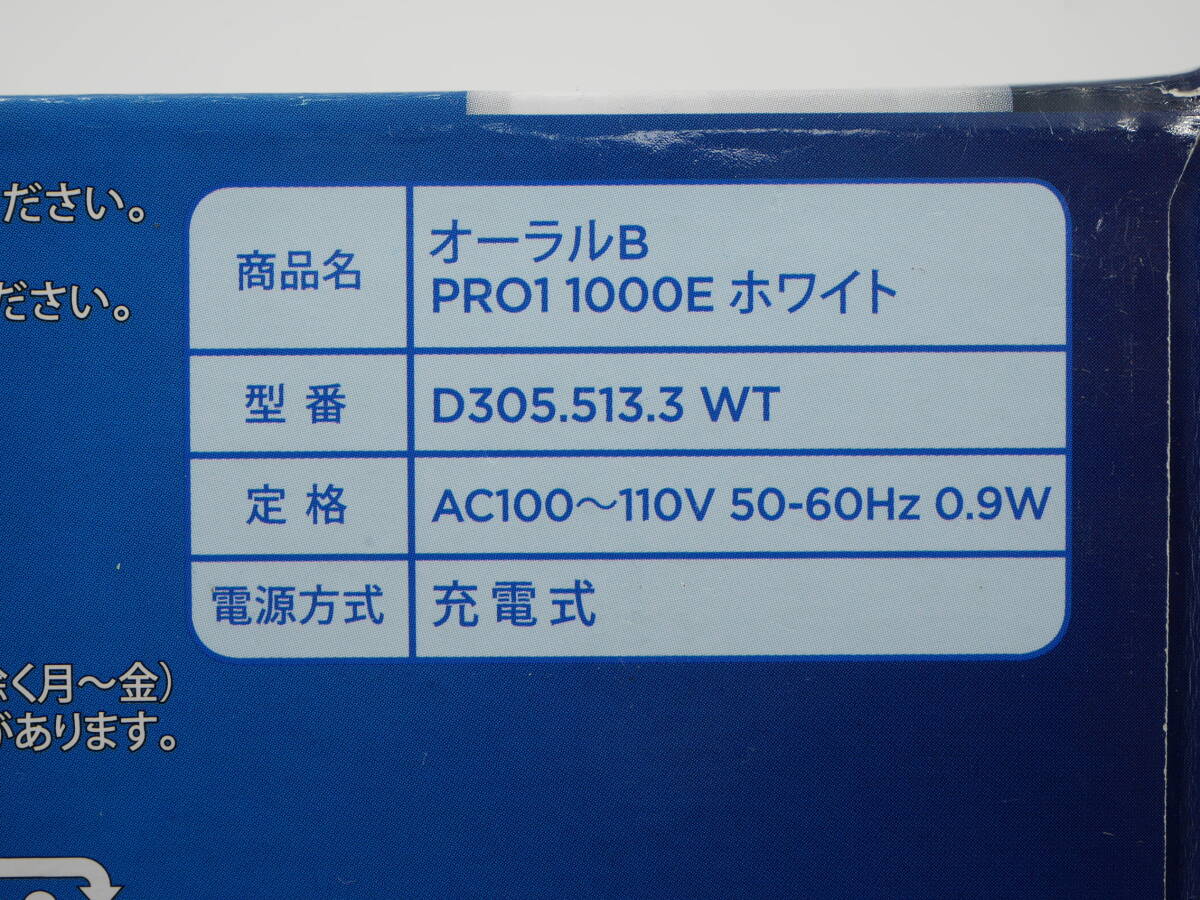 ださい。
ださい。
商品名
オーラルB
PRO1 1000E ホワイト
型番
D305.513.3 WT
定格
AC100～110V 50-60Hz 0.9W
電源方式
充電式
除く月～金）
があります。